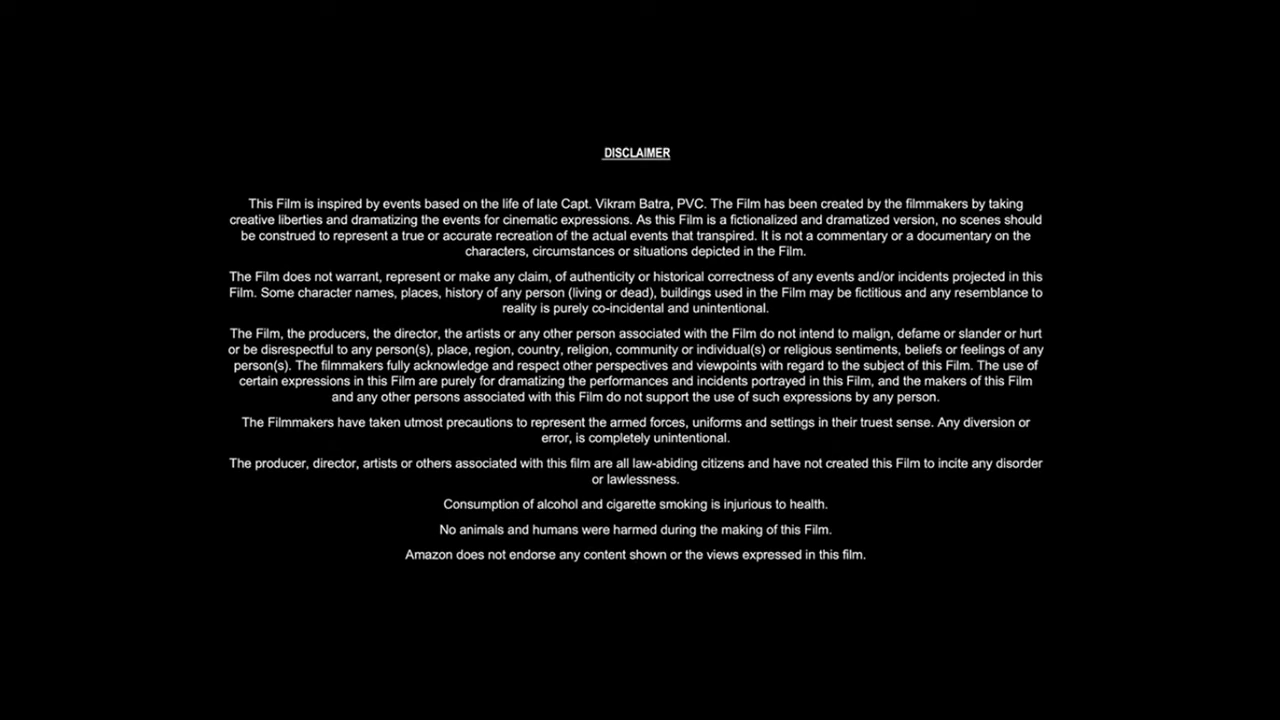 DISCLAIMER
This Film is inspired by events based on the life of late Capt. Vikram Batra, PVC. The Film has been created by the filmmakers by taking
creative liberties and dramatizing the events for cinematic expressions. As this Film is a fictionalized and dramatized version, no scenes should
be construed to represent a true or accurate recreation of the actual events that transpired. It is not a commentary or a documentary on the
characters, circumstances or situations depicted in the Film.
The Film does not warrant, represent or make any claim, of authenticity or historical correctness of any events and/or incidents projected in this
Film. Some character names, places, history of any person (living or dead), buildings used in the Film may be fictitious and any resemblance to
reality is purely co-incidental and unintentional.
The Film, the producers, the director, the artists or any other person associated with the Film do not intend to malign, defame or slander or hurt
or be disrespectful to any person(s), place, region, country, religion, community or individual(s) or religious sentiments, beliefs or feelings of any
person(s). The filmmakers fully acknowledge and respect other perspectives and viewpoints with regard to the subject of this Film. The use of
certain expressions in this Film are purely for dramatizing the performances and incidents portrayed in this Film, and the makers of this Film
and any other persons associated with this Film do not support the use of such expressions by any person.
The Filmmakers have taken utmost precautions to represent the armed forces, uniforms and settings in their truest sense. Any diversion or
error, is completely unintentional.
The producer, director, artists or others associated with this film are all law-abiding citizens and have not created this Film to incite any disorder
or lawlessness.
Consumption of alcohol and cigarette smoking is injurious to health.
No animals and humans were harmed during the making of this Film.
Amazon does not endorse any content shown or the views expressed in this film.